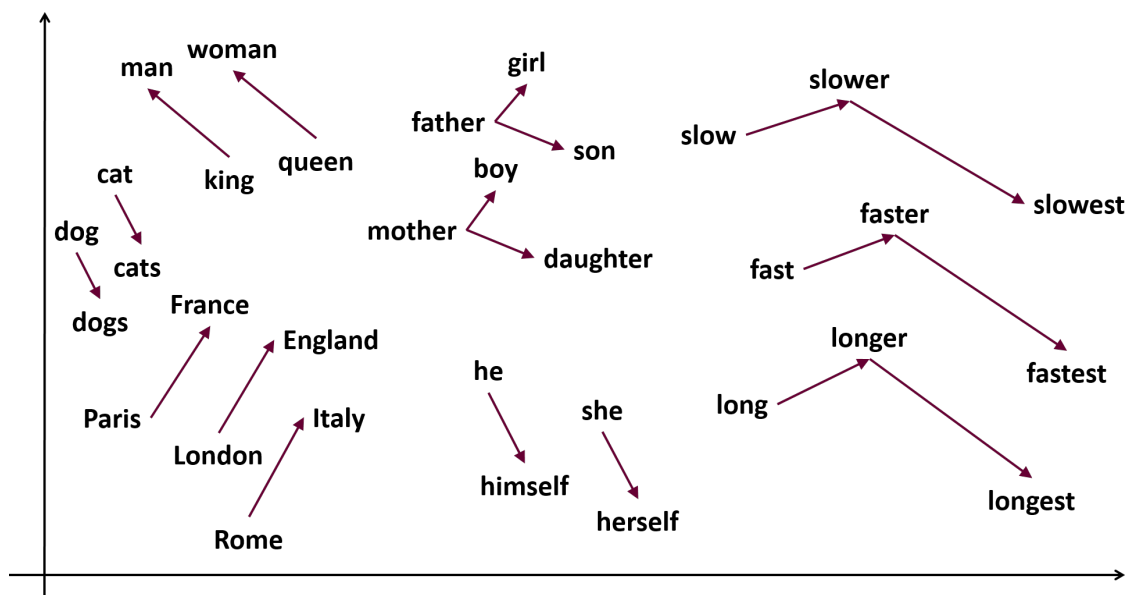 woman
man
king
queen
cat
dog
cats
dogs
France
England
Paris
Italy
London
Rome
girl
father
son
boy
mother
daughter
he
she
himself
herself
slower
slow
slowest
faster
fast
fastest
longer
long
longest